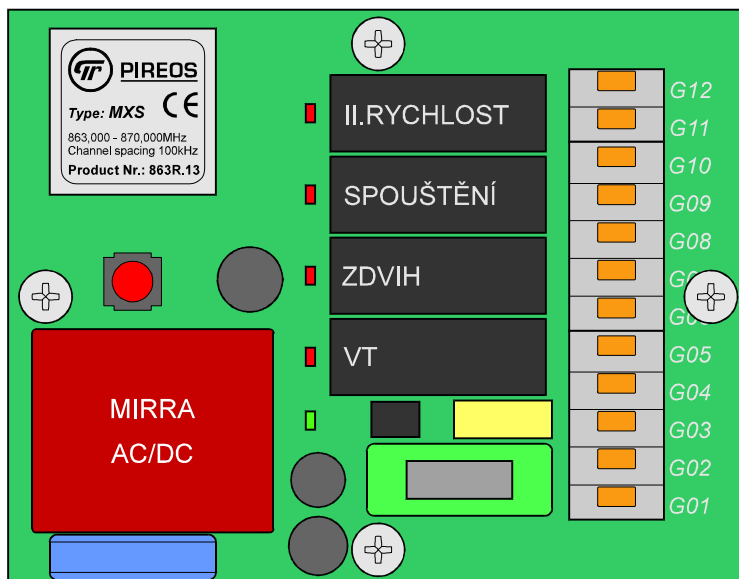 PIREOS
Type: MXS CE
863,000 - 870,000MHz
Channel spacing 100kHz
Product Nr.: 863R.13
II.RYCHLOST
SPOUŠTĚNÍ
ZDVIH
VT
MIRRA
AC/DC
G12
G11
G10
G09
G08
G05
G04
G03
G02
G01